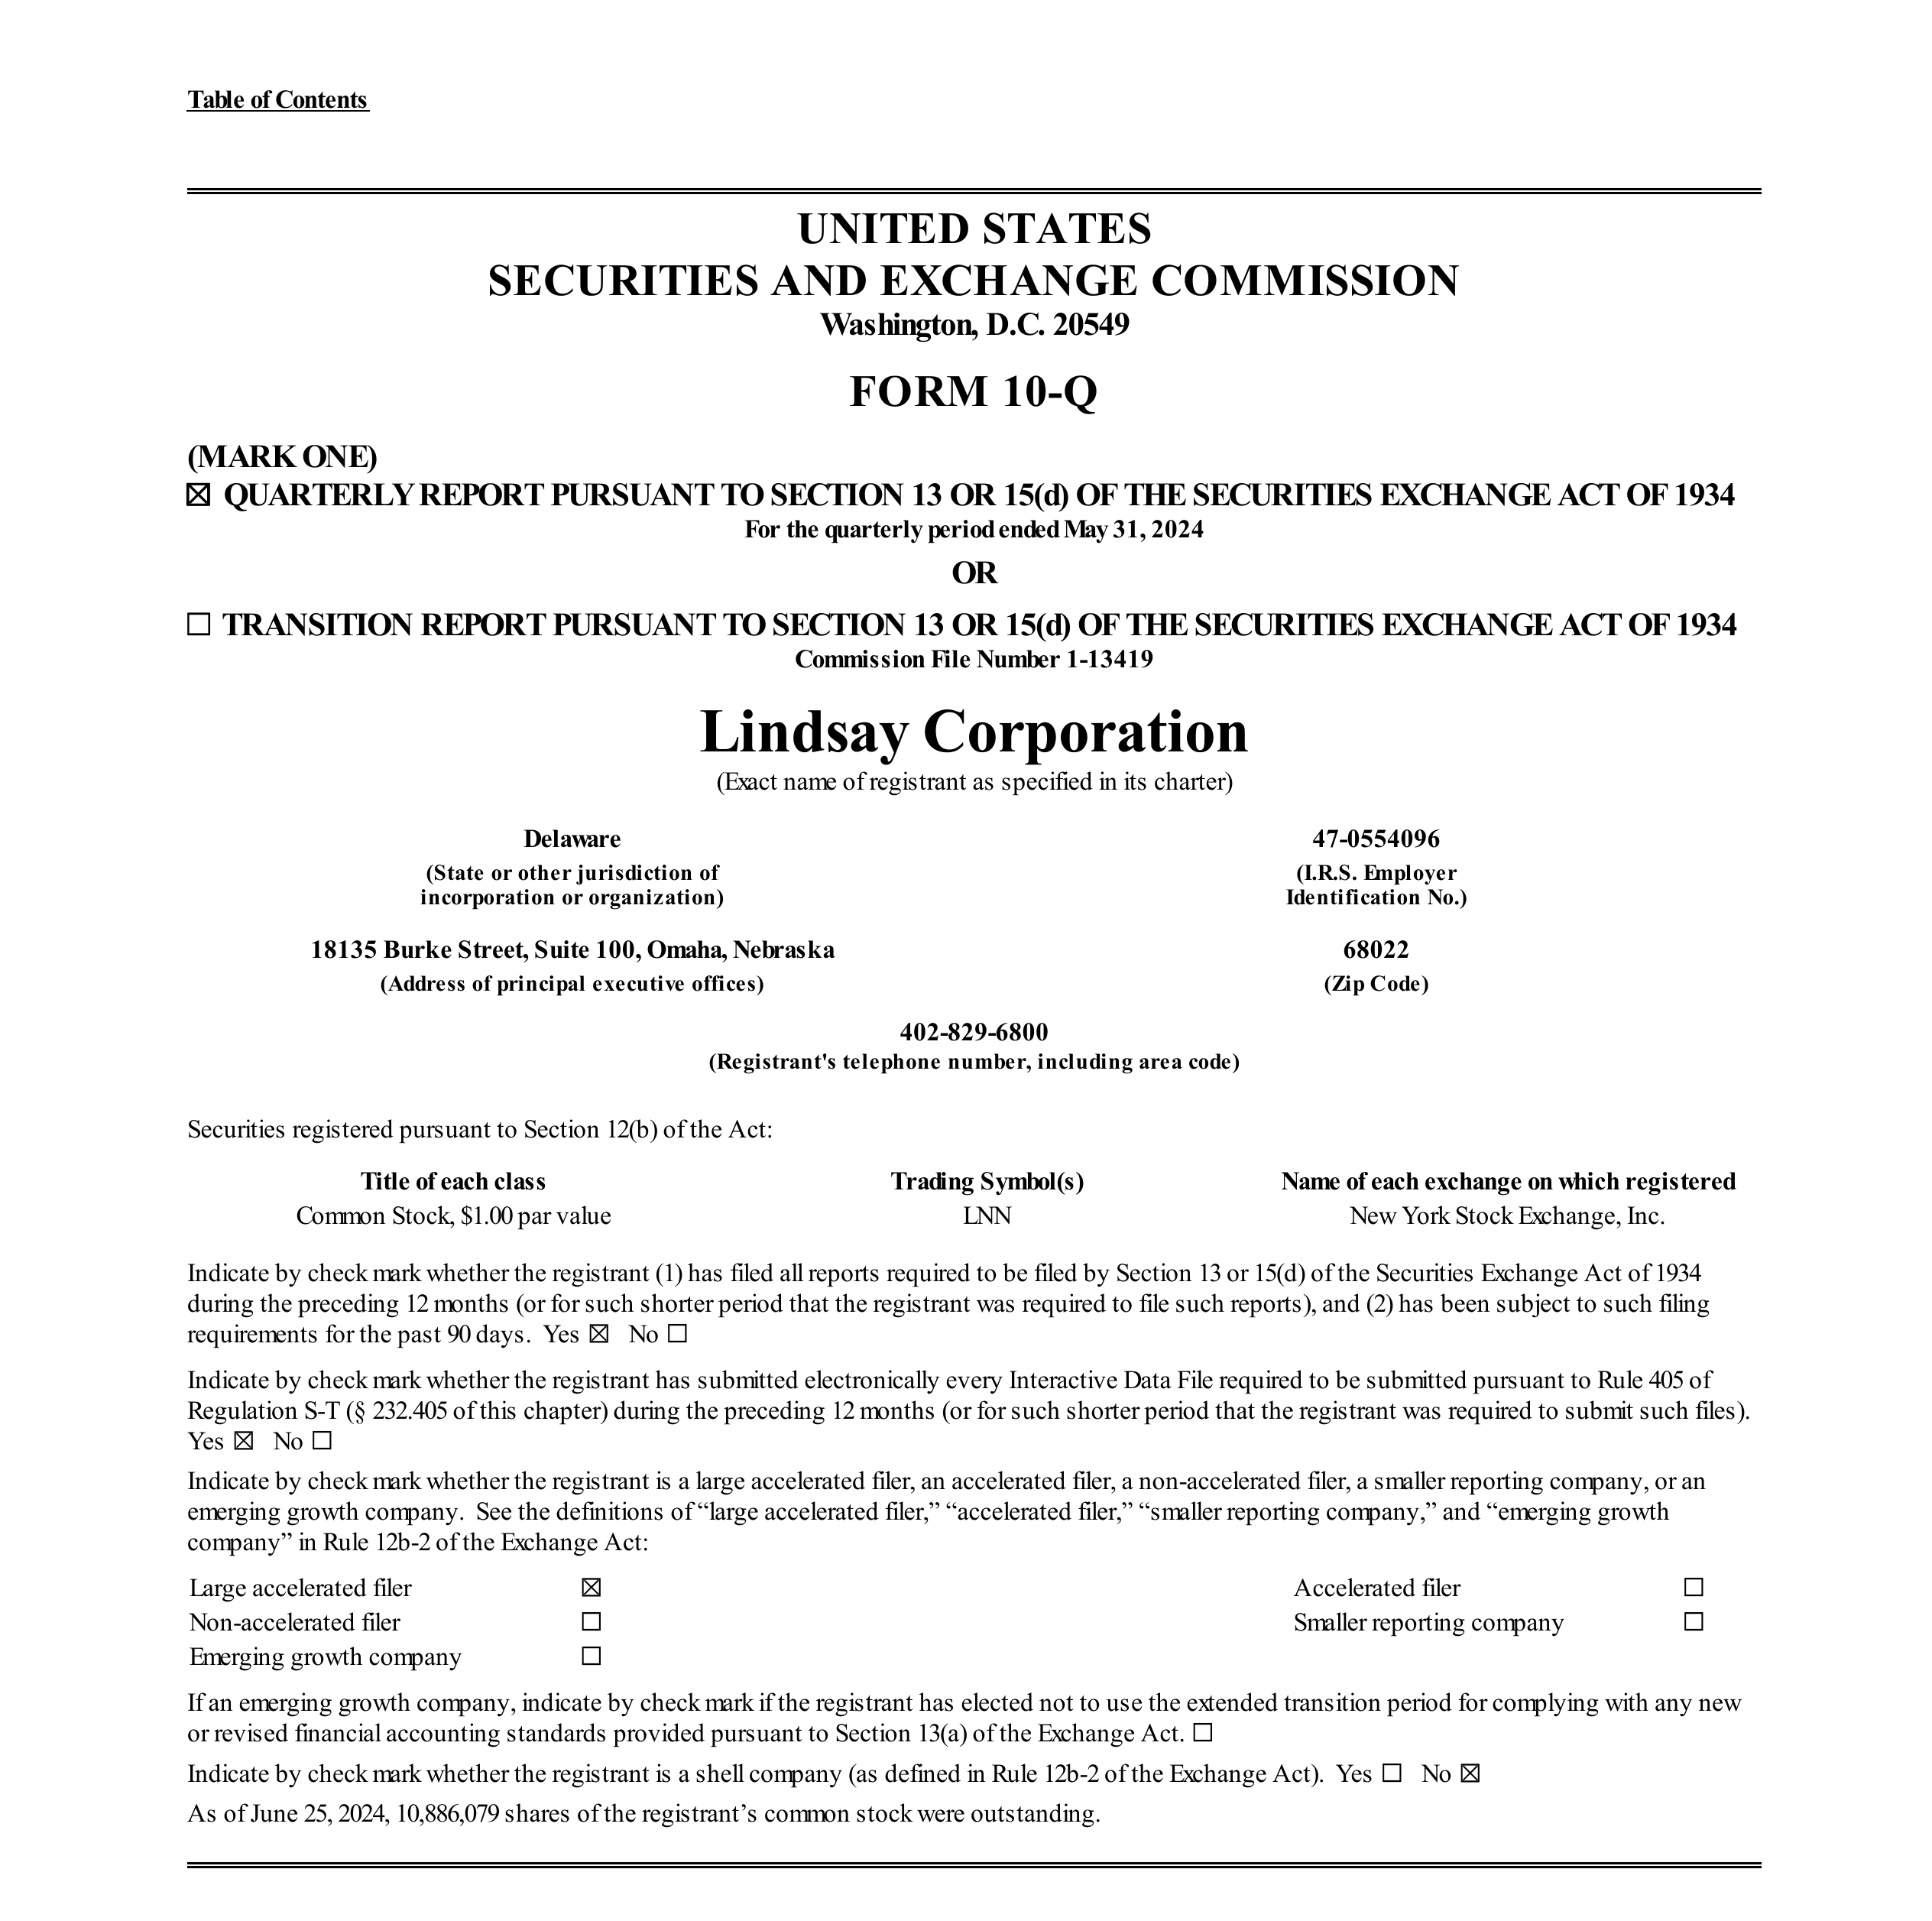 Table of Contents
UNITED STATES
SECURITIES AND EXCHANGE COMMISSION
Washington, D.C. 20549
FORM 10-Q
(MARK ONE)
☒ QUARTERLY REPORT PURSUANT TO SECTION 13 OR 15(d) OF THE SECURITIES EXCHANGE ACT OF 1934
For the quarterly period ended May 31, 2024
OR
☐ TRANSITION REPORT PURSUANT TO SECTION 13 OR 15(d) OF THE SECURITIES EXCHANGE ACT OF 1934
Commission File Number 1-13419
Lindsay Corporation
(Exact name of registrant as specified in its charter)
Delaware 47-0554096
(State or other jurisdiction of (I.R.S. Employer
incorporation or organization) Identification No.)
18135 Burke Street, Suite 100, Omaha, Nebraska 68022
(Address of principal executive offices) (Zip Code)
402-829-6800
(Registrant's telephone number, including area code)
Securities registered pursuant to Section 12(b) of the Act:
Title of each class Trading Symbol(s) Name of each exchange on which registered
Common Stock, $1.00 par value LNN New York Stock Exchange, Inc.
Indicate by check mark whether the registrant (1) has filed all reports required to be filed by Section 13 or 15(d) of the Securities Exchange Act of 1934
during the preceding 12 months (or for such shorter period that the registrant was required to file such reports), and (2) has been subject to such filing
requirements for the past 90 days. Yes ☒ No ☐
Indicate by check mark whether the registrant has submitted electronically every Interactive Data File required to be submitted pursuant to Rule 405 of
Regulation S-T (§ 232.405 of this chapter) during the preceding 12 months (or for such shorter period that the registrant was required to submit such files).
Yes ☒ No ☐
Indicate by check mark whether the registrant is a large accelerated filer, an accelerated filer, a non-accelerated filer, a smaller reporting company, or an
emerging growth company. See the definitions of “large accelerated filer,” “accelerated filer,” “smaller reporting company,” and “emerging growth
company” in Rule 12b-2 of the Exchange Act:
Large accelerated filer ☒ Accelerated filer ☐
Non-accelerated filer ☐ Smaller reporting company ☐
Emerging growth company ☐
If an emerging growth company, indicate by check mark if the registrant has elected not to use the extended transition period for complying with any new
or revised financial accounting standards provided pursuant to Section 13(a) of the Exchange Act. ☐
Indicate by check mark whether the registrant is a shell company (as defined in Rule 12b-2 of the Exchange Act). Yes ☐ No ☒
As of June 25, 2024, 10,886,079 shares of the registrant’s common stock were outstanding.